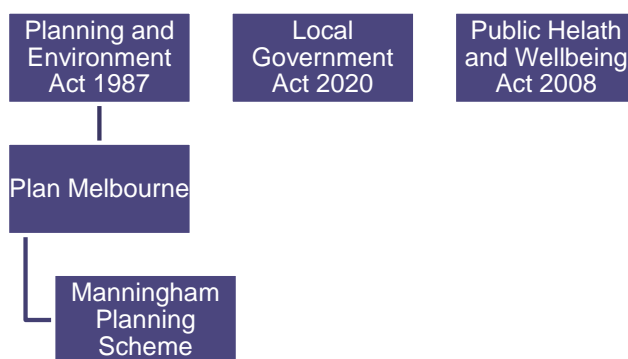 Planning and
Environment
Act 1987
Local
Government
Act 2020
Public Helath
and Wellbeing
Act 2008
Plan Melbourne
Manningham
Planning
Scheme